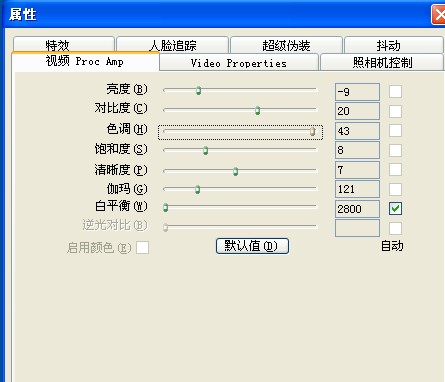 属性
特效 人脸追踪 超级伪装 抖动
视频 Proc Amp Video Properties 照相机控制
亮度(B) -9
对比度(C) 20
色调(H) 43
饱和度(S) 8
清晰度(P) 7
伽玛(G) 121
白平衡(W) 2800
逆光对比(B)
启用颜色(E) 默认值(D) 自动